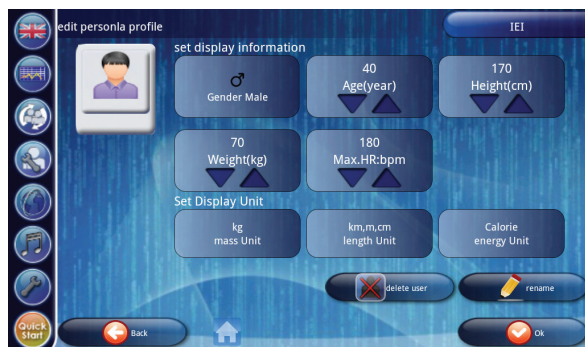 edit personla profile
IEI
set display information
♂
Gender Male
40
Age(year)
170
Height(cm)
70
Weight(kg)
180
Max.HR:bpm
Set Display Unit
kg
mass Unit
km,m,cm
length Unit
Calorie
energy Unit
delete user
rename
Quick
Start
Back
Ok